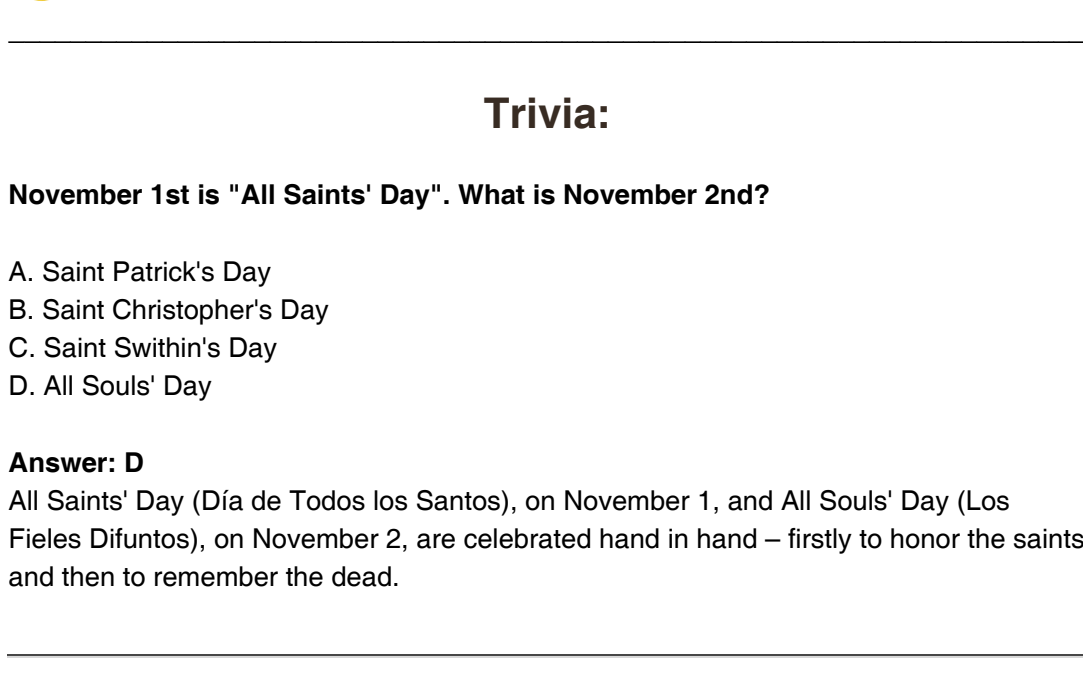 Trivia:
November 1st is "All Saints' Day". What is November 2nd?
A. Saint Patrick's Day
B. Saint Christopher's Day
C. Saint Swithin's Day
D. All Souls' Day
Answer: D
All Saints' Day (Día de Todos los Santos), on November 1, and All Souls' Day (Los
Fieles Difuntos), on November 2, are celebrated hand in hand – firstly to honor the saints
and then to remember the dead.